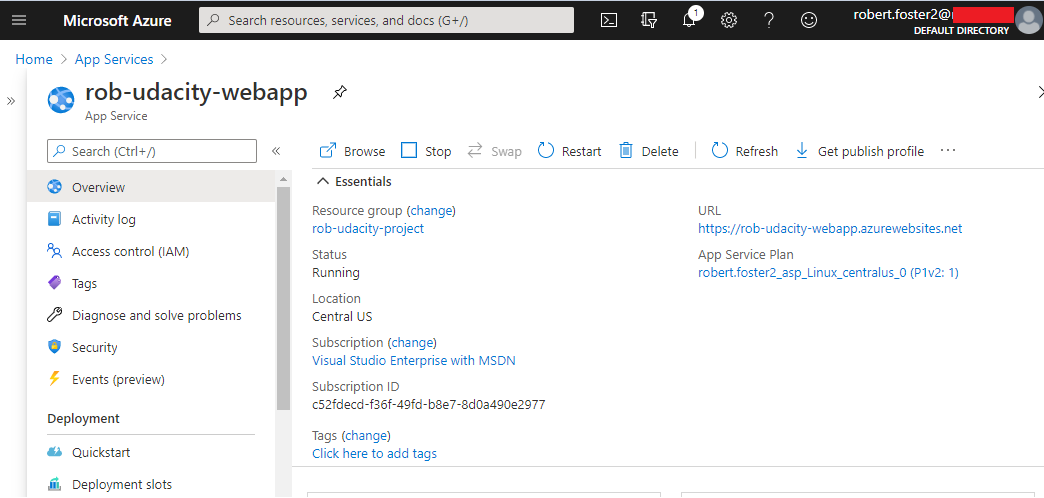 Microsoft Azure
Search resources, services, and docs (G+/)
1
robert.foster2@
DEFAULT DIRECTORY
Home > App Services >
rob-udacity-webapp
App Service
Search (Ctrl+/)
Browse
Stop
Swap
Restart
Delete
Refresh
Get publish profile
Overview
Activity log
Access control (IAM)
Tags
Diagnose and solve problems
Security
Events (preview)
Deployment
Quickstart
Deployment slots
Essentials
Resource group (change)
rob-udacity-project
Status
Running
Location
Central US
Subscription (change)
Visual Studio Enterprise with MSDN
Subscription ID
c52fdecd-f36f-49fd-b8e7-8d0a490e2977
Tags (change)
Click here to add tags
URL
https://rob-udacity-webapp.azurewebsites.net
App Service Plan
robert.foster2_asp_Linux_centralus_0 (P1v2: 1)